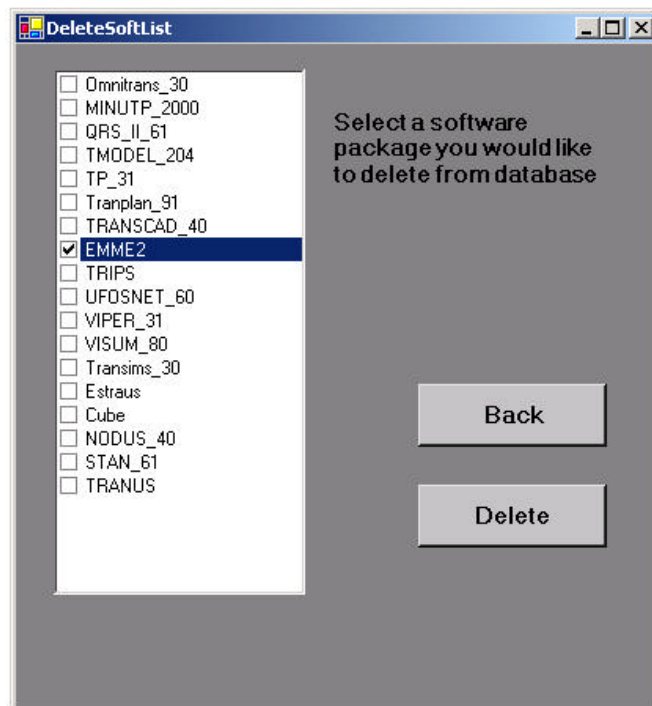 DeleteSoftList
Omnitrans_30
MINUTP_2000
QRS_II_61
TMODEL_204
TP_31
Tranplan_91
TRANSCAD_40
EMME2
TRIPS
UFOSNET_60
VIPER_31
VISUM_80
Transims_30
Estraus
Cube
NODUS_40
STAN_61
TRANUS
Select a software
package you would like
to delete from database
Back
Delete